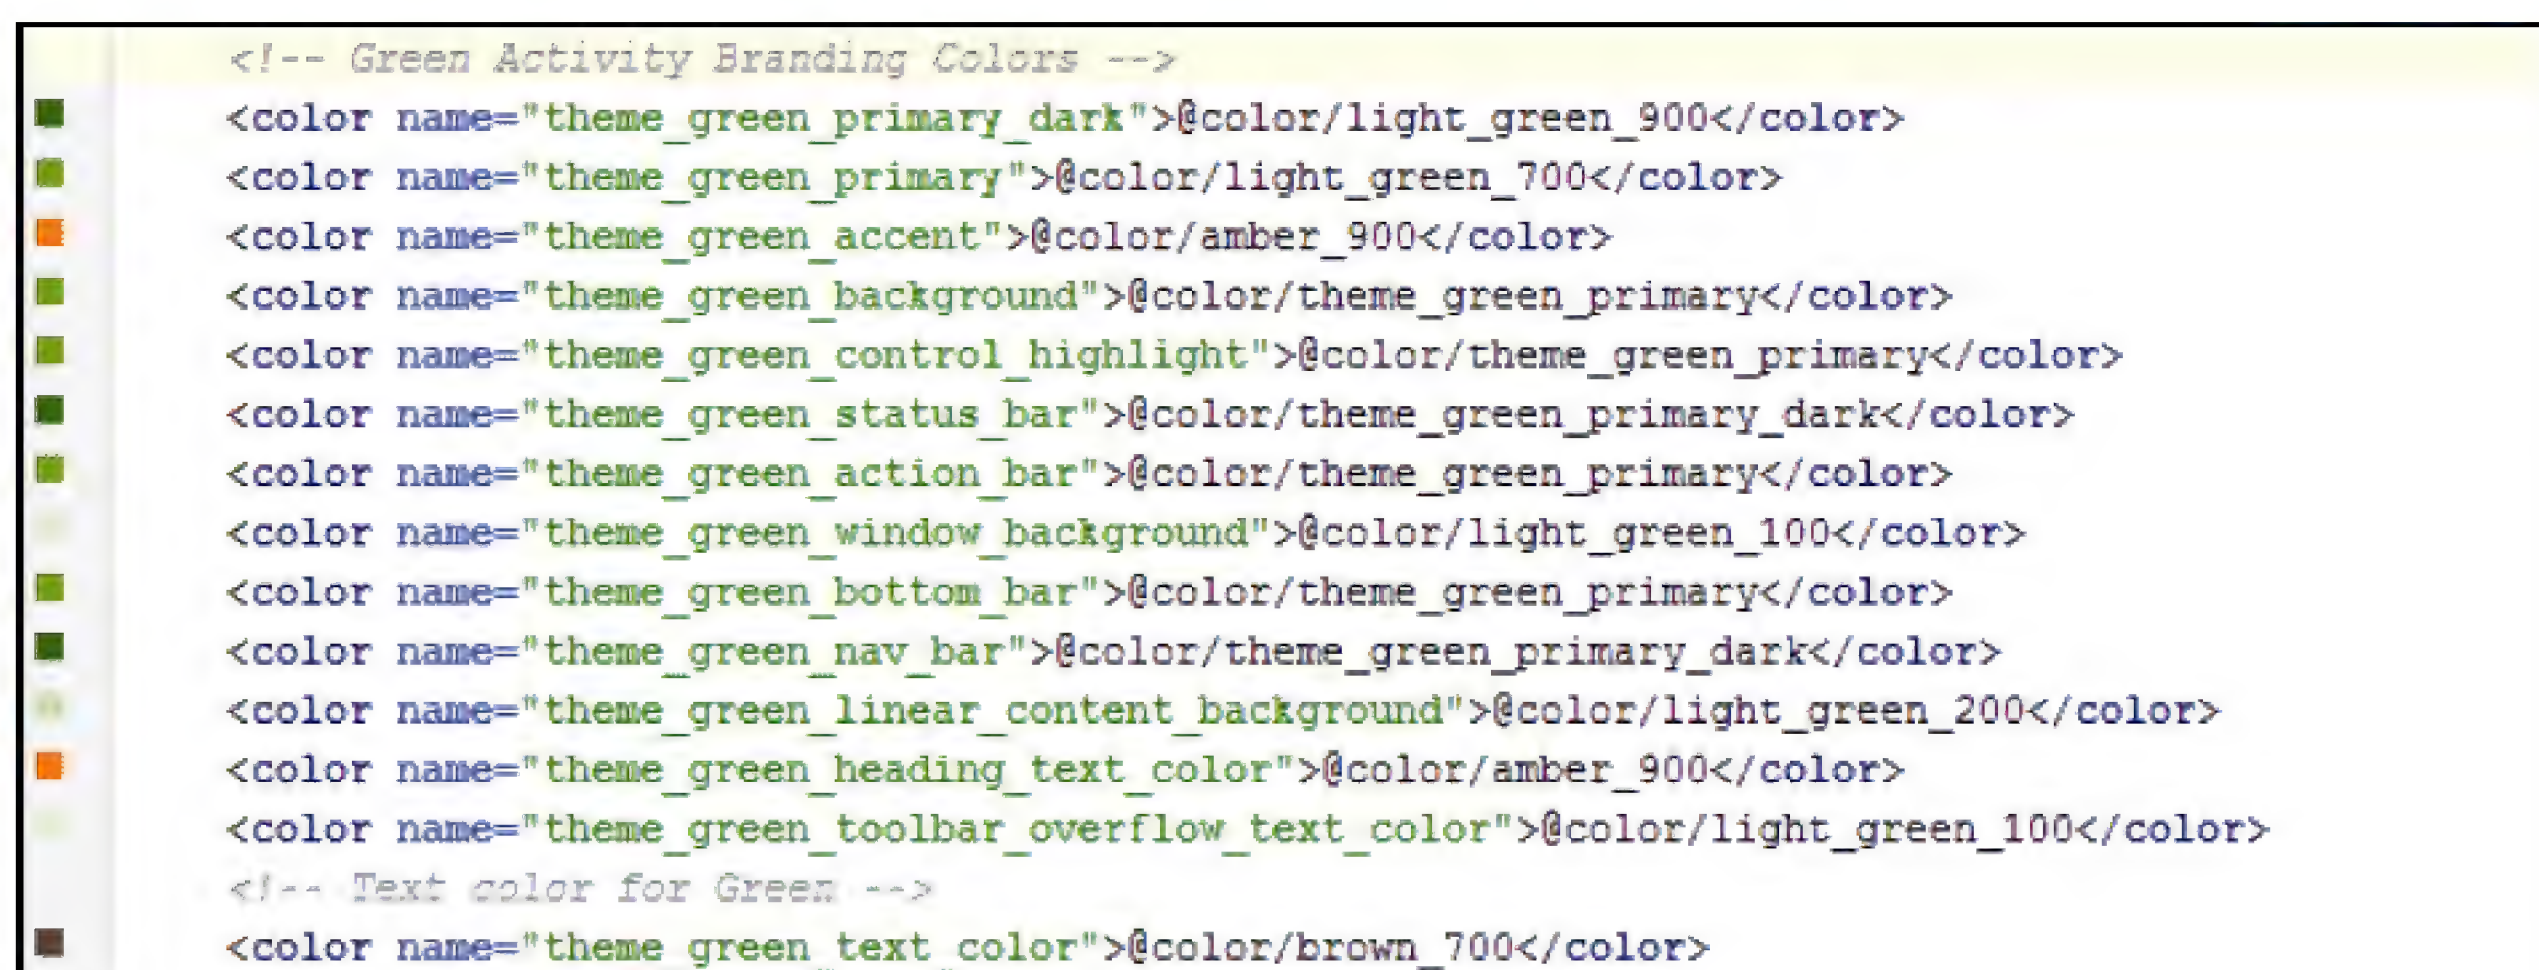 <!-- Green Activity Branding Colors -->
<color name="theme_green_primary_dark">@color/light_green_900</color>
<color name="theme_green_primary">@color/light_green_700</color>
<color name="theme_green_accent">@color/amber_900</color>
<color name="theme_green_background">@color/theme_green_primary</color>
<color name="theme_green_control_highlight">@color/theme_green_primary</color>
<color name="theme_green_status_bar">@color/theme_green_primary_dark</color>
<color name="theme_green_action_bar">@color/theme_green_primary</color>
<color name="theme_green_window_background">@color/light_green_100</color>
<color name="theme_green_bottom_bar">@color/theme_green_primary</color>
<color name="theme_green_nav_bar">@color/theme_green_primary_dark</color>
<color name="theme_green_linear_content_background">@color/light_green_200</color>
<color name="theme_green_heading_text_color">@color/amber_900</color>
<color name="theme_green_toolbar_overflow_text_color">@color/light_green_100</color>
<!-- Text color for Green -->
<color name="theme_green_text_color">@color/brown_700</color>